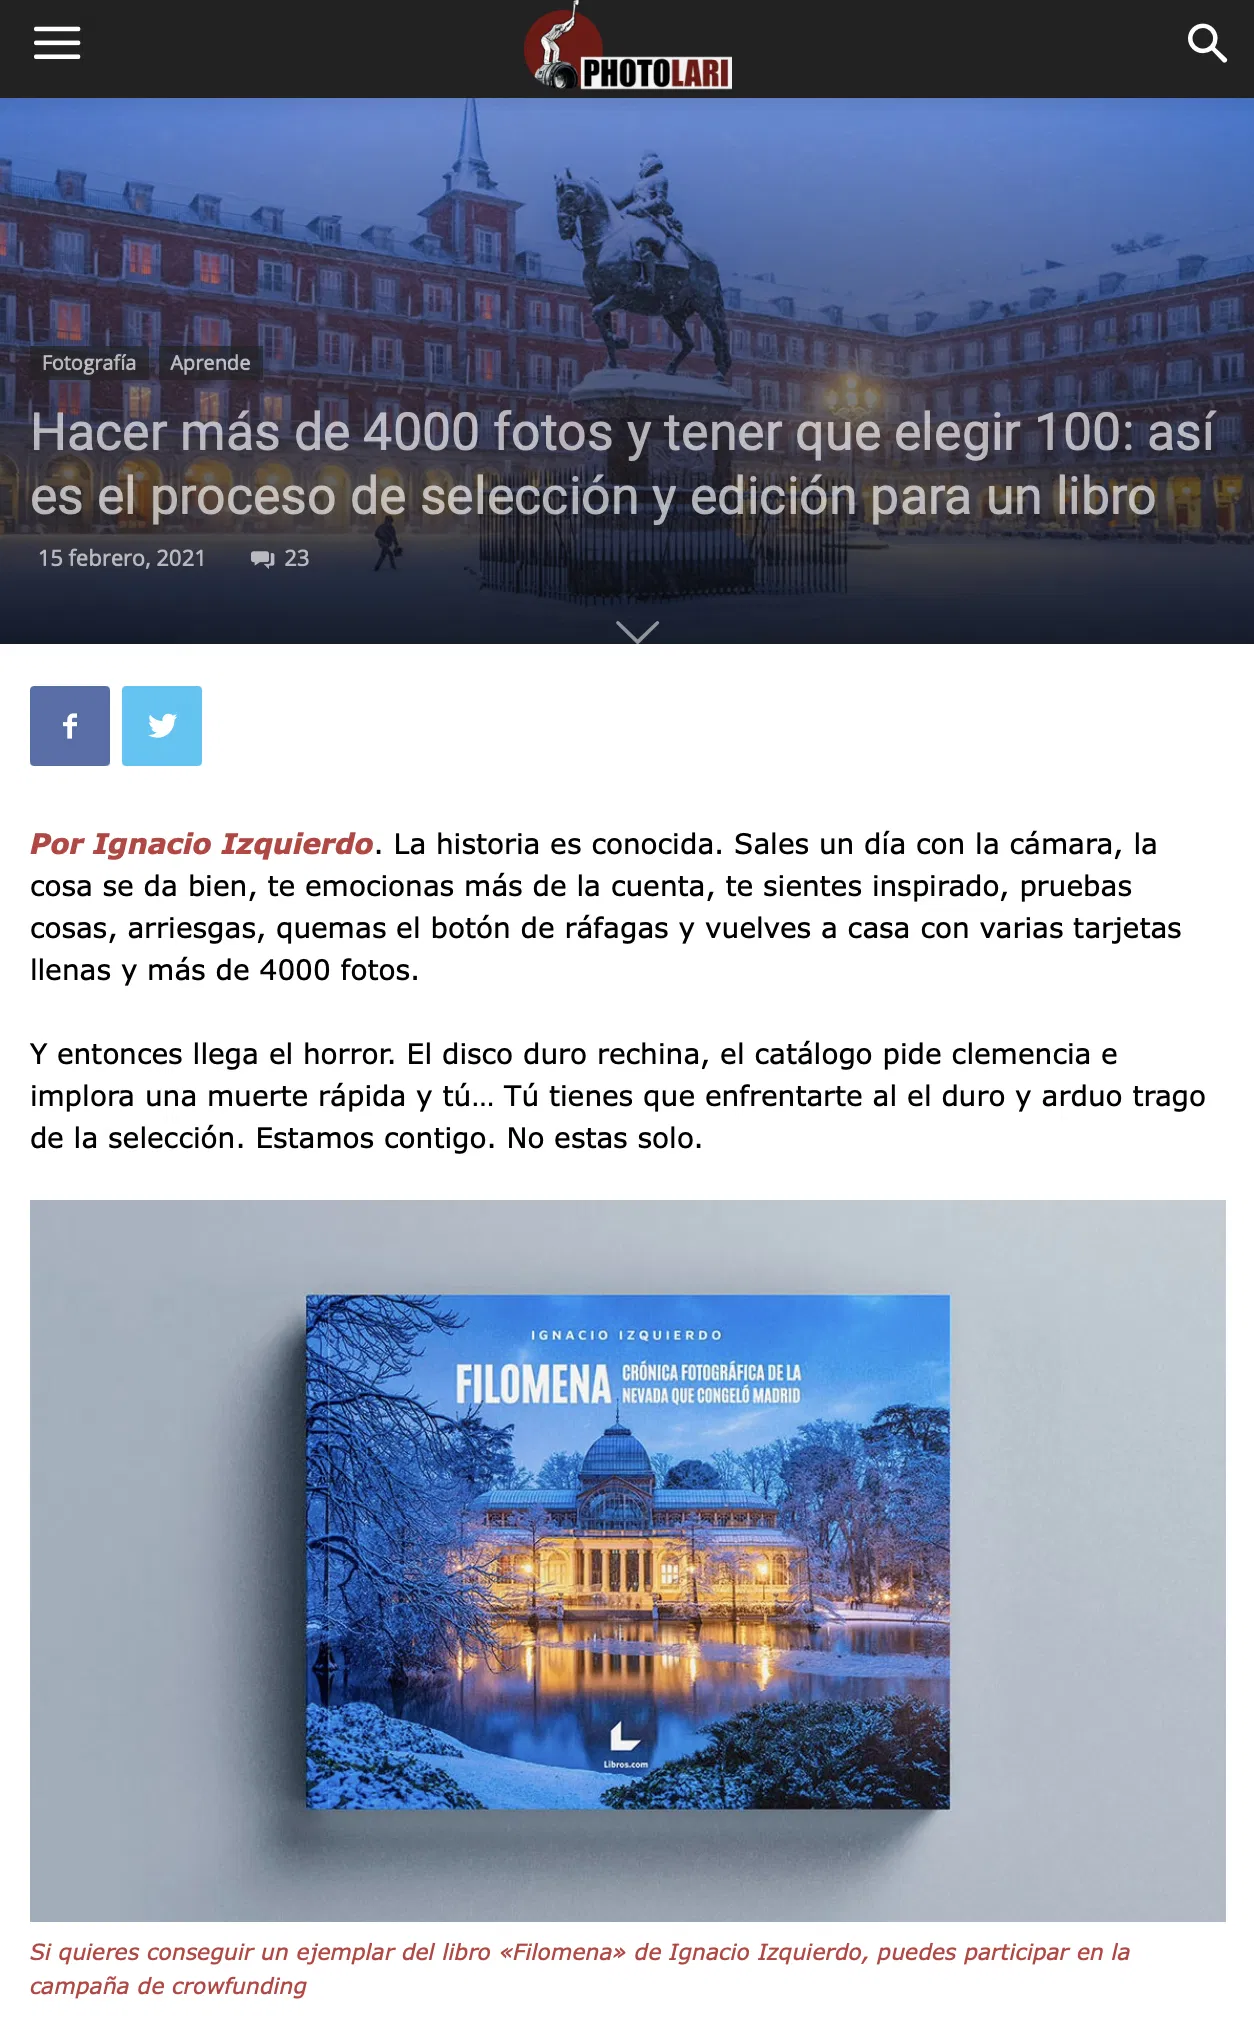 PHOTOLARI
Fotografía Aprende
Hacer más de 4000 fotos y tener que elegir 100: así
es el proceso de selección y edición para un libro
15 febrero, 2021 23
f
Por Ignacio Izquierdo. La historia es conocida. Sales un día con la cámara, la
cosa se da bien, te emocionas más de la cuenta, te sientes inspirado, pruebas
cosas, arriesgas, quemas el botón de ráfagas y vuelves a casa con varias tarjetas
llenas y más de 4000 fotos.
Y entonces llega el horror. El disco duro rechina, el catálogo pide clemencia e
implora una muerte rápida y tú... Tú tienes que enfrentarte al el duro y arduo trago
de la selección. Estamos contigo. No estas solo.
IGNACIO IZQUIERDO
FILOMENA CRÓNICA FOTOGRÁFICA DE LA
NEVADA QUE CONGELÓ MADRID
Libros.com
Si quieres conseguir un ejemplar del libro «Filomena» de Ignacio Izquierdo, puedes participar en la
campaña de crowfunding